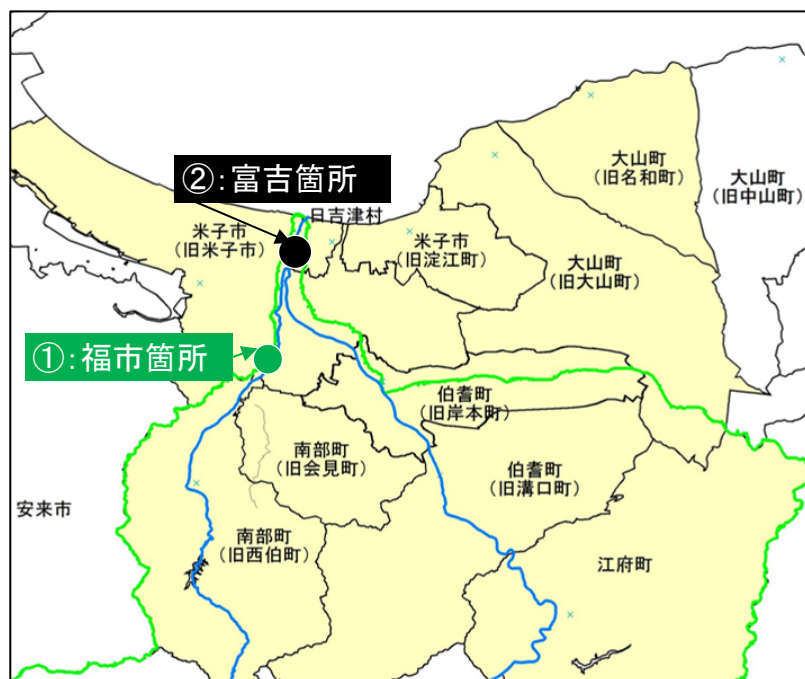 大山町
(旧名和町)
大山町
(旧中山町)
②:富吉箇所
日吉津村
米子市
(旧米子市)
米子市
(旧淀江町)
大山町
(旧大山町)
①:福市箇所
伯耆町
(旧岸本町)
南部町
(旧会見町)
伯耆町
(旧溝口町)
安来市
南部町
(旧西伯町)
江府町